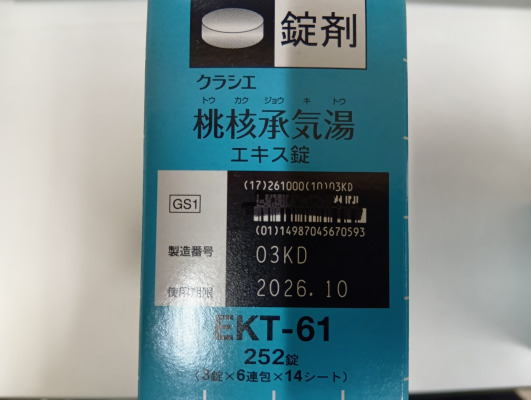 錠剤
クラシエ
トウ カク ジョウ キ トウ
桃核承気湯
エキス錠
(17)261000(10)03KD
GS1
(01)14987045670593
製造番号 03KD
使用期限 2026.10
EKT-61
252錠
(3錠×6連包×14シート)